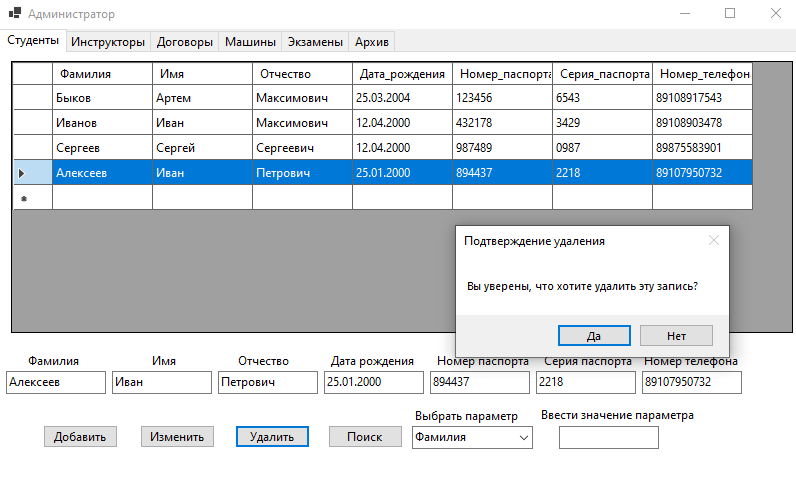 Администратор
Студенты Инструкторы Договоры Машины Экзамены Архив
Фамилия Имя Отчество Дата_рождения Номер_паспорта Серия_паспорта Номер_телефона
Быков Артем Максимович 25.03.2004 123456 6543 89108917543
Иванов Иван Максимович 12.04.2000 432178 3429 89108903478
Сергеев Сергей Сергеевич 12.04.2000 987489 0987 89875583901
Алексеев Иван Петрович 25.01.2000 894437 2218 89107950732
Подтверждение удаления
Вы уверены, что хотите удалить эту запись?
Да Нет
Фамилия Имя Отчество Дата рождения Номер паспорта Серия паспорта Номер телефона
Алексеев Иван Петрович 25.01.2000 894437 2218 89107950732
Выбрать параметр Ввести значение параметра
Добавить Изменить Удалить Поиск Фамилия